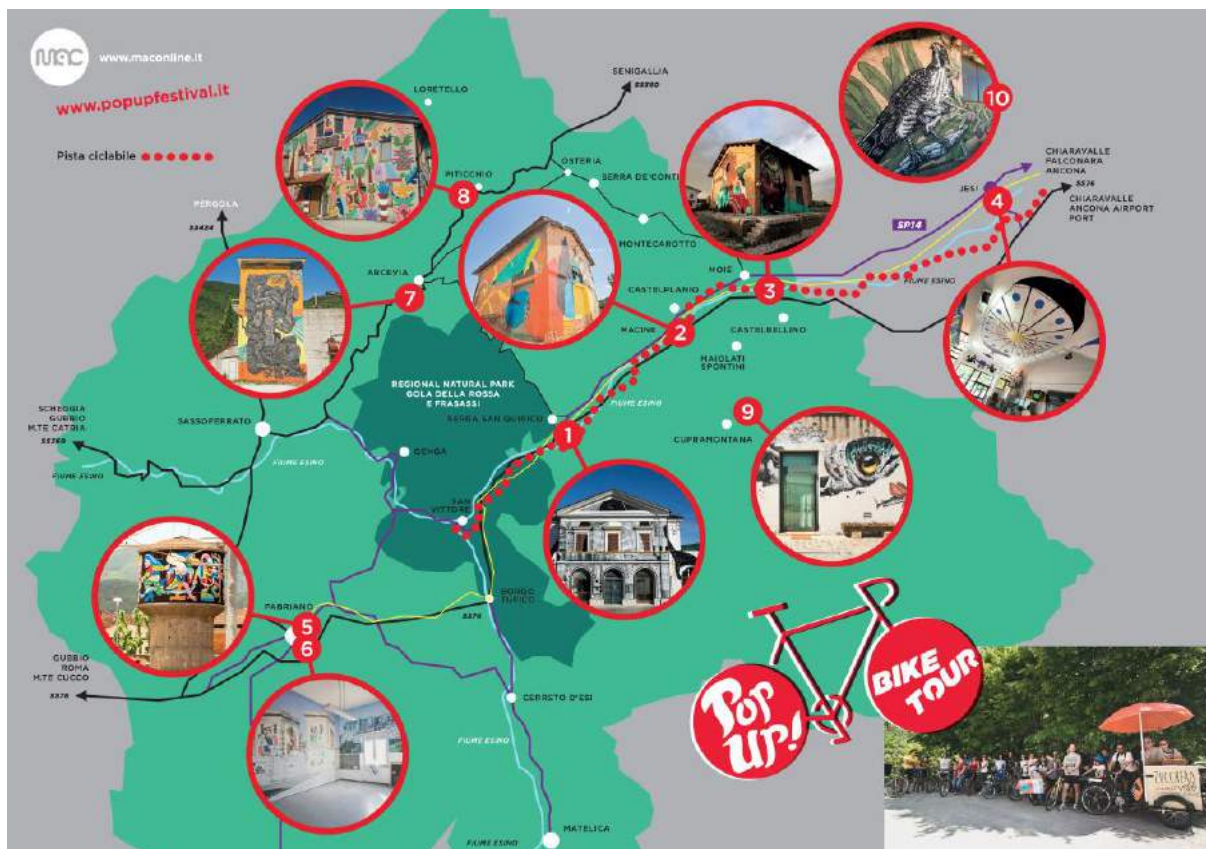 MAC
www.maconline.it
www.popupfestival.it
Pista ciclabile
SENIGALLIA
SS360
LORETELLO
10
CHIARAVALLE
FALCONARA
ANCONA
SS76
CHIARAVALLE
ANCONA AIRPORT
PORT
PERGOLA
SS424
PITICCHIO
8
OSTERIA
SERRA DE'CONTI
JESI
4
SP14
MONTECAROTTO
ARCEVIA
7
MOIE
3
FIUME ESINO
CASTELPLANIO
MACINE
2
CASTELBELLINO
MAIOLATI
SPONTINI
REGIONAL NATURAL PARK
GOLA DELLA ROSSA
E FRASASSI
FIUME ESINO
SCHEGGIA
GUBBIO
M.TE CATRIA
SS360
SASSOFERRATO
SERRA SAN QUIRICO
1
9
CUPRAMONTANA
GENGA
FIUME ESINO
FIUME ESINO
SAN
VITTORE
BORGO
TUFICO
SS76
FABRIANO
5
6
GUBBIO
ROMA
M.TE CUCCO
SS76
CERRETO D'ESI
FIUME ESINO
POP
UP!
BIKE
TOUR
ZUCCHERO
MATELICA
FIUME ESINO